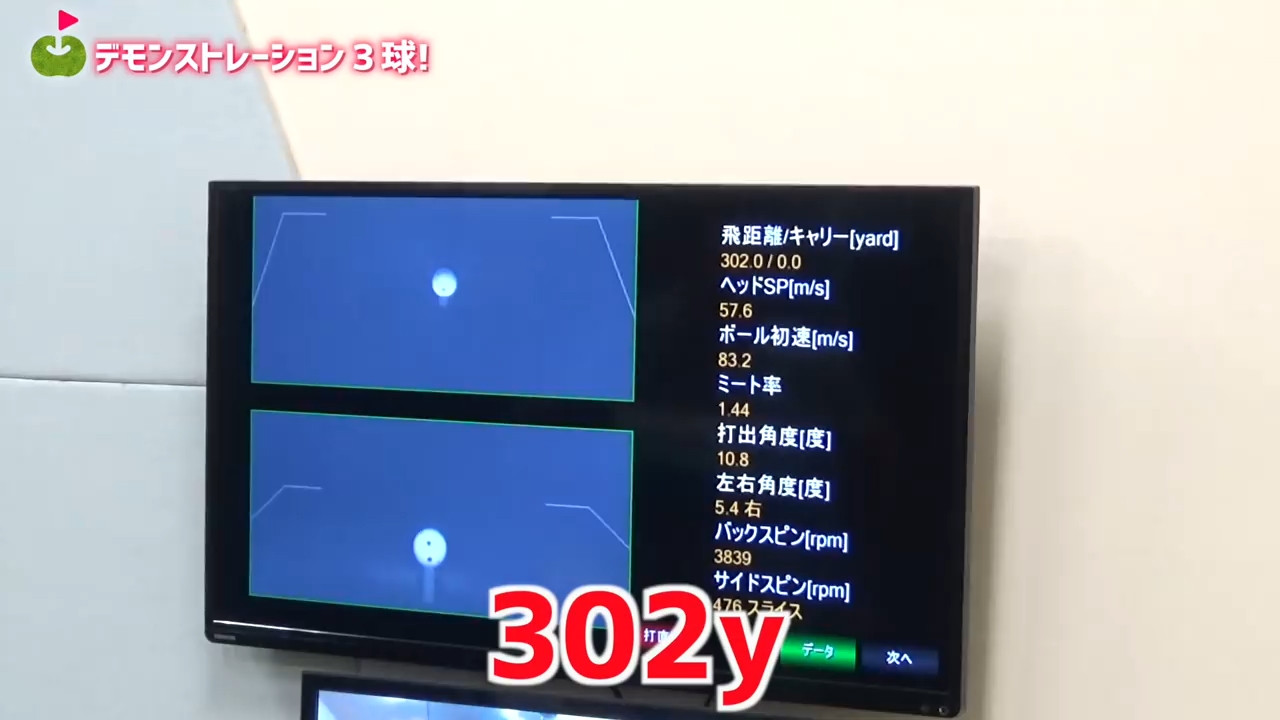 デモンストレーション3球!
飛距離/キャリー[yard]
302.0 / 0.0
ヘッドSP[m/s]
57.6
ボール初速[m/s]
83.2
ミート率
1.44
打出角度[度]
10.8
左右角度[度]
5.4 右
バックスピン[rpm]
3839
サイドスピン[rpm]
476 スライス
データ
次へ
302y